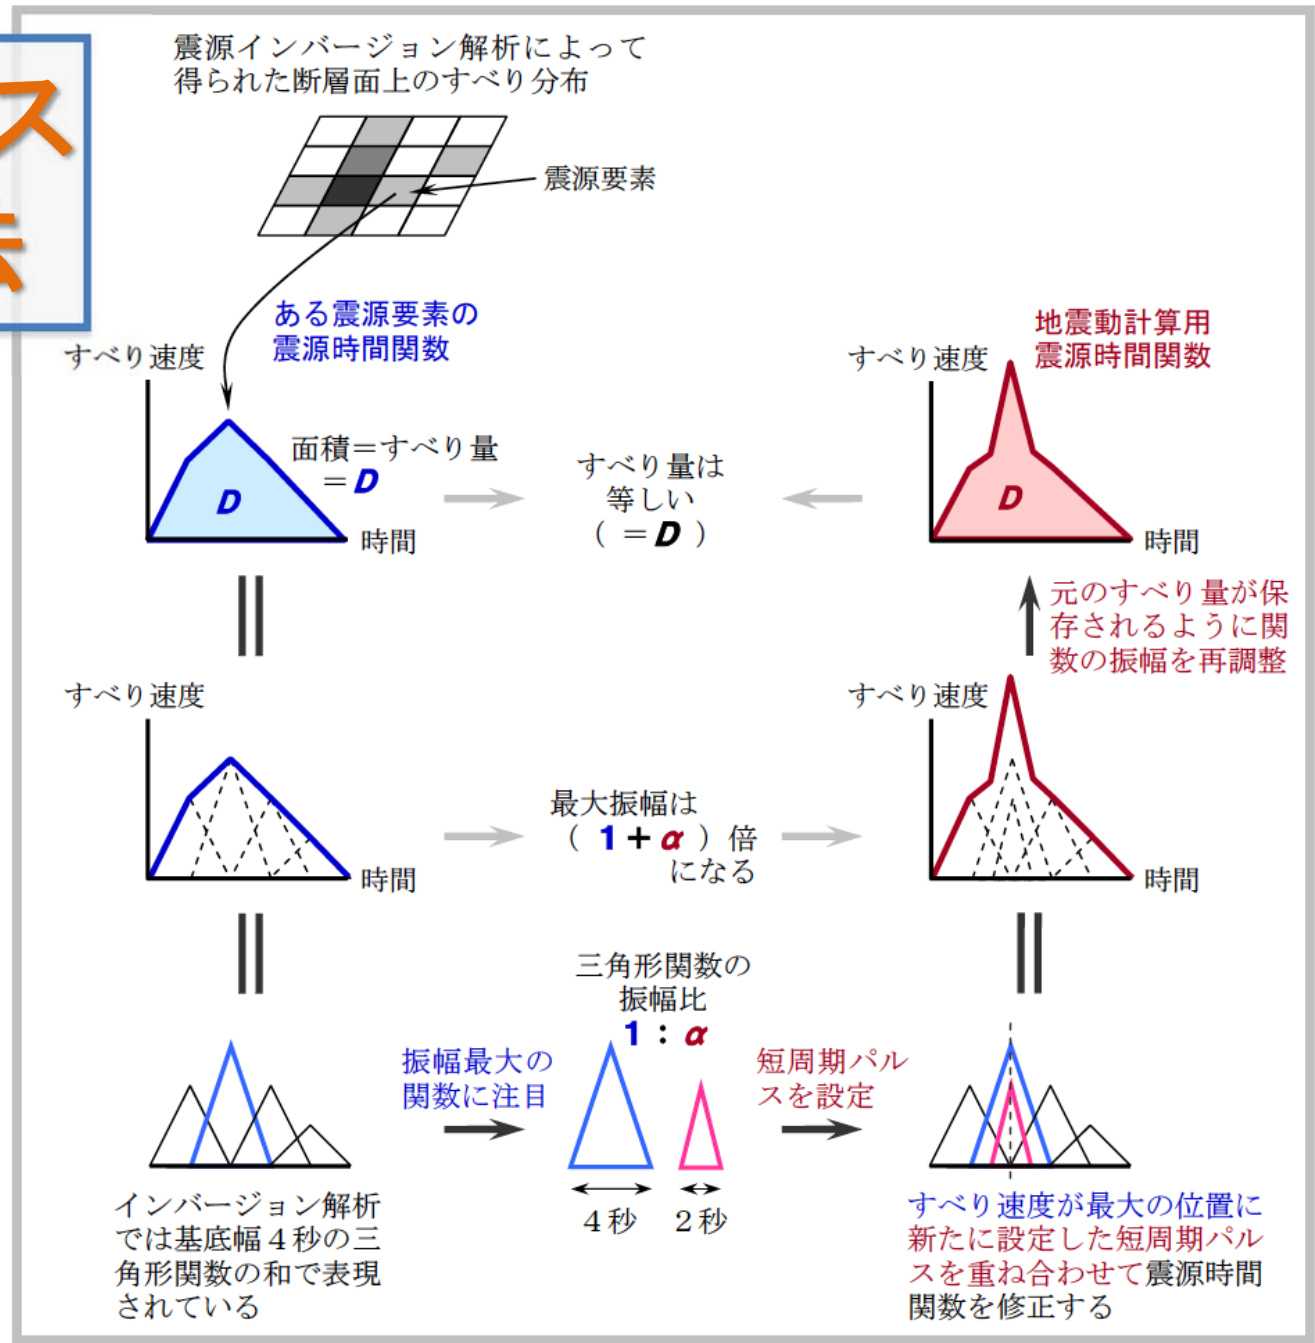 ス
法
震源インバージョン解析によって
得られた断層面上のすべり分布
震源要素
ある震源要素の
震源時間関数
すべり速度
面積＝すべり量
＝D
D
時間
すべり量は
等しい
（ ＝D ）
地震動計算用
震源時間関数
すべり速度
D
時間
元のすべり量が保
存されるように関
数の振幅を再調整
すべり速度
時間
最大振幅は
（ 1 + α ）倍
になる
すべり速度
時間
三角形関数の
振幅比
1 : α
振幅最大の
関数に注目
短周期パル
スを設定
4秒
2秒
インバージョン解析
では基底幅４秒の三
角形関数の和で表現
されている
すべり速度が最大の位置に
新たに設定した短周期パル
スを重ね合わせて震源時間
関数を修正する